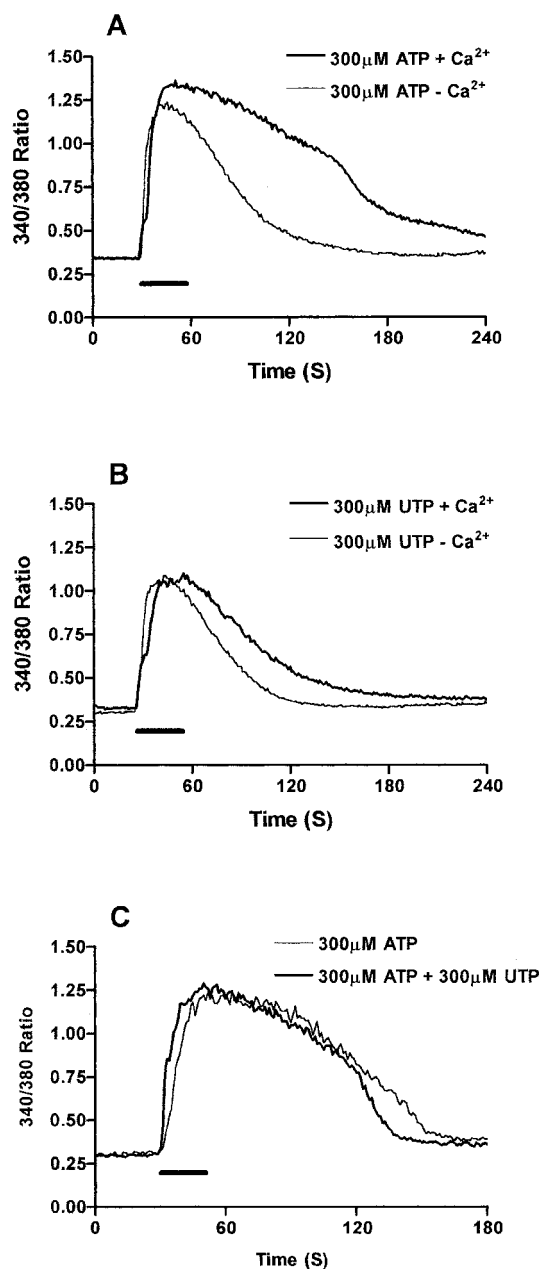 A
300μM ATP + Ca²⁺
300μM ATP - Ca²⁺
340/380 Ratio
1.50
1.25
1.00
0.75
0.50
0.25
0.00
0
60
120
180
240
Time (S)
B
300μM UTP + Ca²⁺
300μM UTP - Ca²⁺
340/380 Ratio
1.50
1.25
1.00
0.75
0.50
0.25
0.00
0
60
120
180
240
Time (S)
C
300μM ATP
300μM ATP + 300μM UTP
340/380 Ratio
1.50
1.25
1.00
0.75
0.50
0.25
0.00
0
60
120
180
Time (S)